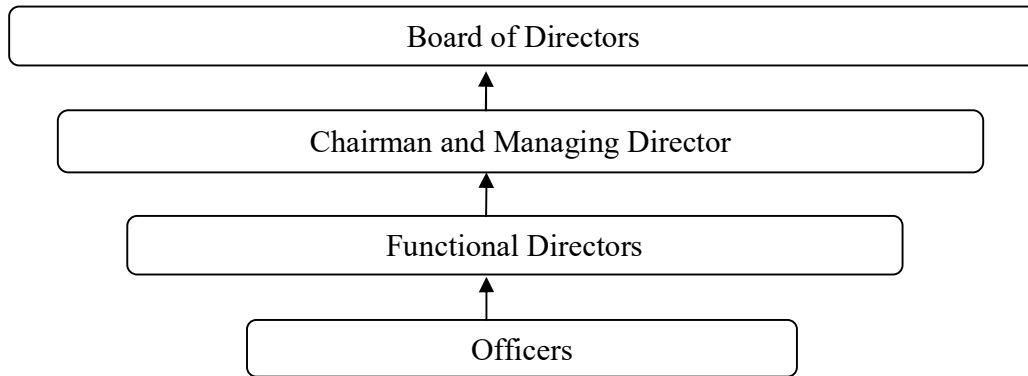 Board of Directors
Chairman and Managing Director
Functional Directors
Officers